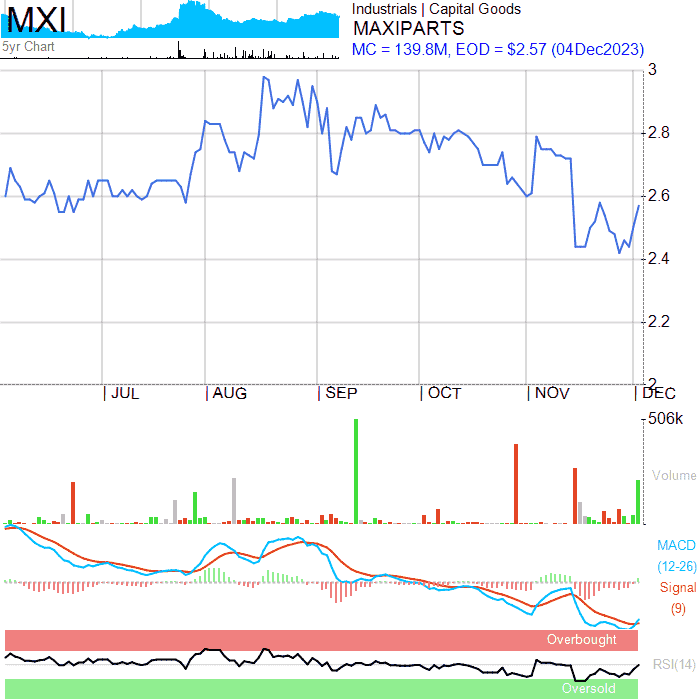 MXI
5yr Chart
Industrials | Capital Goods
MAXIPARTS
MC = 139.8M, EOD = $2.57 (04Dec2023)
3
2.8
2.6
2.4
2.2
2
JUL AUG SEP OCT NOV DEC
506k
Volume
MACD
(12-26)
Signal
(9)
Overbought
RSI(14)
Oversold